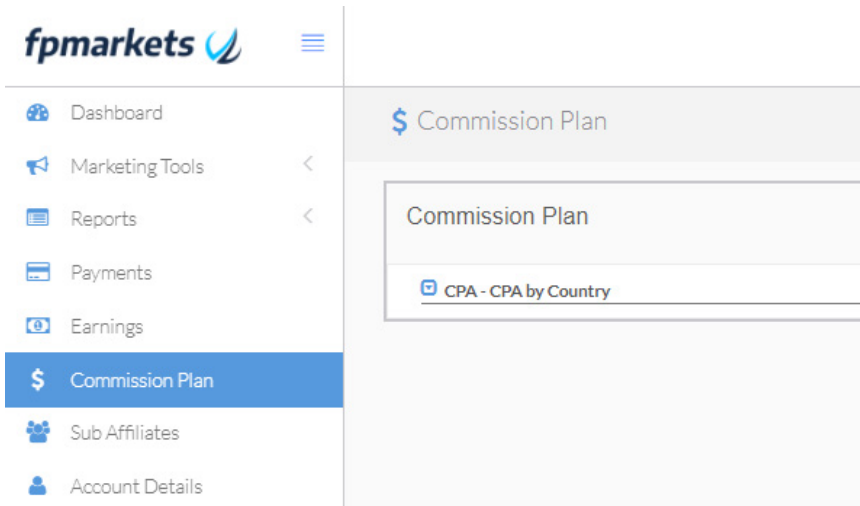 fpmarkets
Dashboard
Marketing Tools
Reports
Payments
Earnings
$ Commission Plan
Sub Affiliates
Account Details
$ Commission Plan
Commission Plan
CPA - CPA by Country